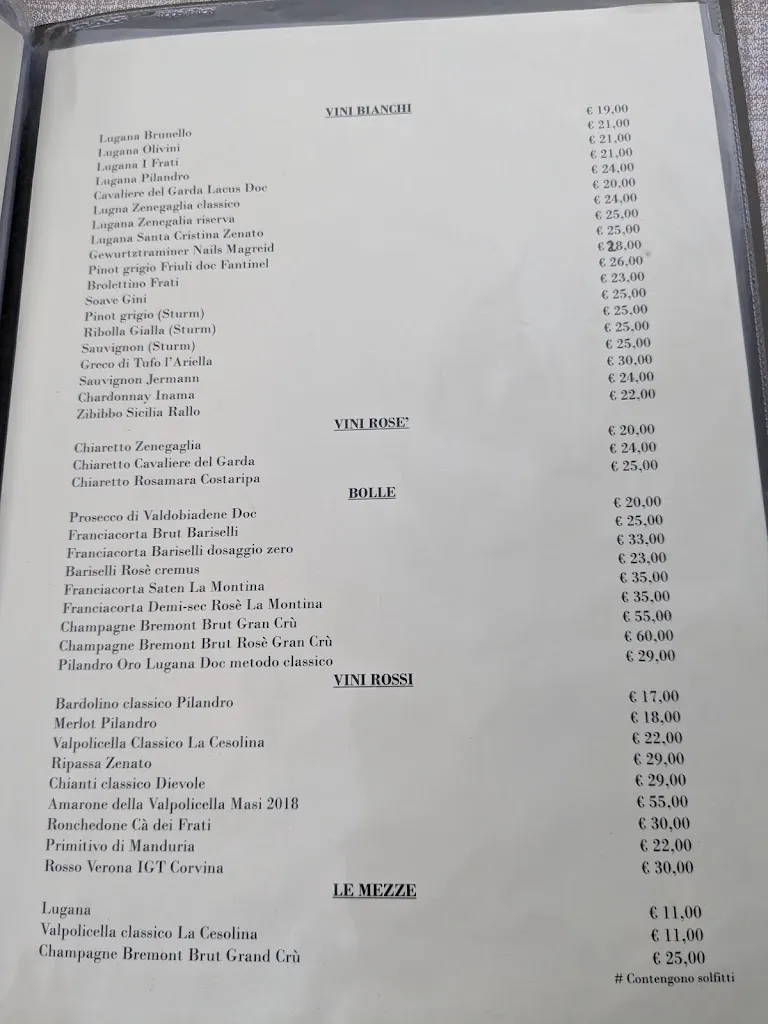 VINI BIANCHI
Lugana Brunello € 19,00
Lugana Olivini € 21,00
Lugana I Frati € 21,00
Lugana Pilandro € 21,00
Cavaliere del Garda Lacus Doc € 24,00
Lugna Zenegaglia classico € 20,00
Lugana Zenegalia riserva € 24,00
Lugana Santa Cristina Zenato € 25,00
Gewurtztraminer Nails Magreid € 25,00
Pinot grigio Friuli doc Fantinel € 28,00
Brolettino Frati € 26,00
Soave Gini € 23,00
Pinot grigio (Sturm) € 25,00
Ribolla Gialla (Sturm) € 25,00
Sauvignon (Sturm) € 25,00
Greco di Tufo l'Ariella € 25,00
Sauvignon Jermann € 30,00
Chardonnay Inama € 24,00
Zibibbo Sicilia Rallo € 22,00
VINI ROSE'
Chiaretto Zenegaglia € 20,00
Chiaretto Cavaliere del Garda € 24,00
Chiaretto Rosamara Costaripa € 25,00
BOLLE
Prosecco di Valdobiadene Doc € 20,00
Franciacorta Brut Bariselli € 25,00
Franciacorta Bariselli dosaggio zero € 33,00
Bariselli Rosè cremus € 23,00
Franciacorta Saten La Montina € 35,00
Franciacorta Demi-sec Rosè La Montina € 35,00
Champagne Bremont Brut Gran Crù € 55,00
Champagne Bremont Brut Rosè Gran Crù € 60,00
Pilandro Oro Lugana Doc metodo classico € 29,00
VINI ROSSI
Bardolino classico Pilandro € 17,00
Merlot Pilandro € 18,00
Valpolicella Classico La Cesolina € 22,00
Ripassa Zenato € 29,00
Chianti classico Dievole € 29,00
Amarone della Valpolicella Masi 2018 € 55,00
Ronchedone Cà dei Frati € 30,00
Primitivo di Manduria € 22,00
Rosso Verona IGT Corvina € 30,00
LE MEZZE
Lugana € 11,00
Valpolicella classico La Cesolina € 11,00
Champagne Bremont Brut Grand Crù € 25,00
# Contengono solfitti